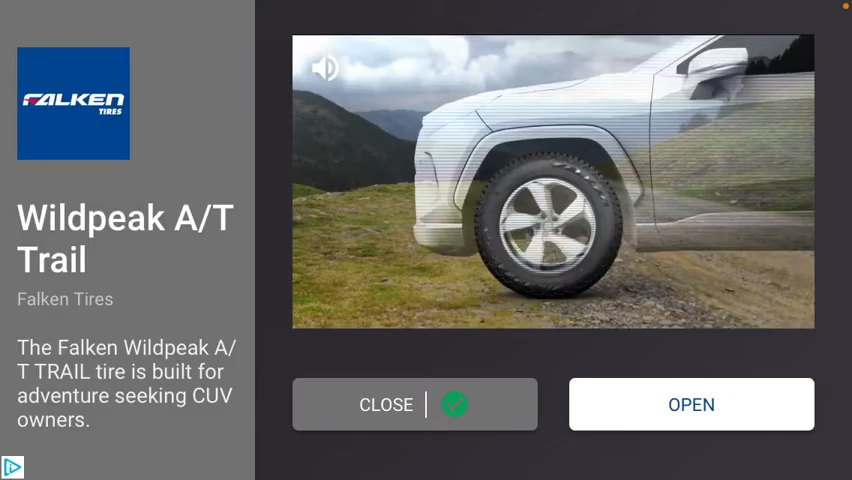 FALKEN
TIRES
Wildpeak A/T
Trail
Falken Tires
The Falken Wildpeak A/
T TRAIL tire is built for
adventure seeking CUV
owners.
CLOSE
OPEN